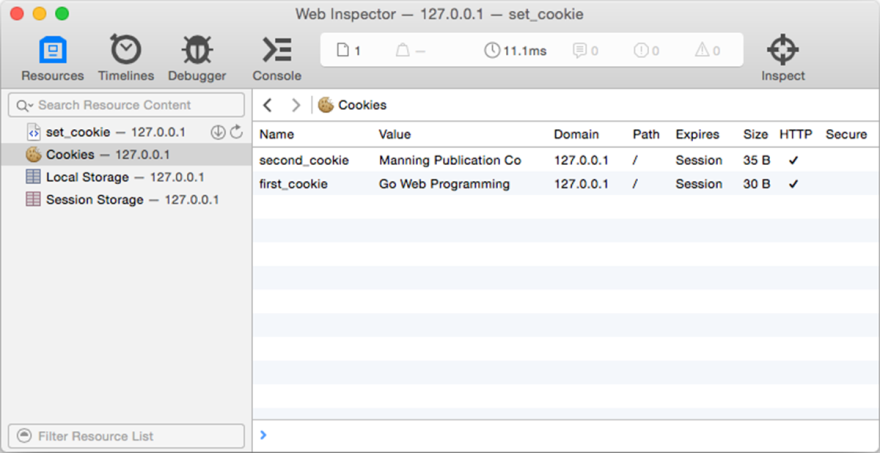 Web Inspector — 127.0.0.1 — set_cookie
Resources Timelines Debugger Console 1 — 11.1ms 0 0 0 Inspect
Search Resource Content
set_cookie — 127.0.0.1
Cookies — 127.0.0.1
Local Storage — 127.0.0.1
Session Storage — 127.0.0.1
Filter Resource List
Cookies
Name Value Domain Path Expires Size HTTP Secure
second_cookie Manning Publication Co 127.0.0.1 / Session 35 B ✓
first_cookie Go Web Programming 127.0.0.1 / Session 30 B ✓